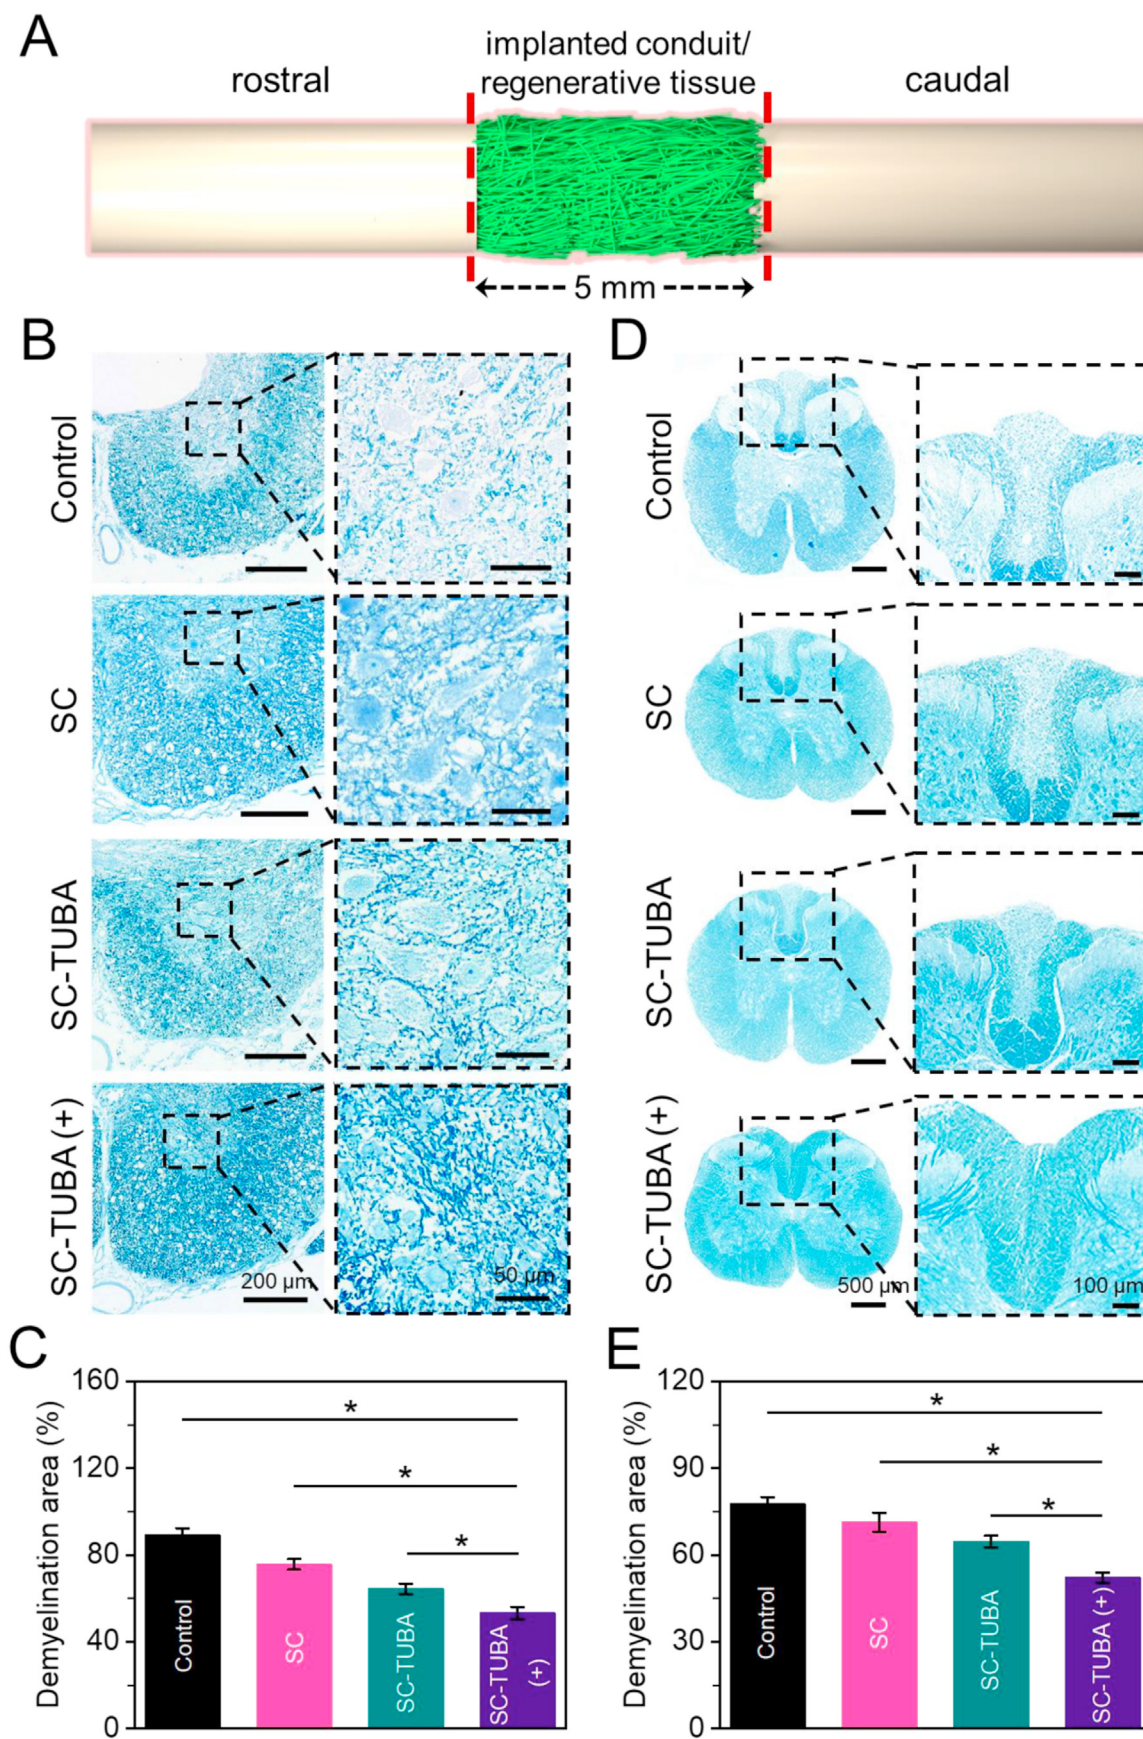 A
implanted conduit/
regenerative tissue
rostral
caudal
5 mm
B
D
Control
Control
SC
SC
SC-TUBA
SC-TUBA
SC-TUBA (+)
SC-TUBA (+)
200 μm
50 μm
500 μm
100 μm
C
Demyelination area (%)
160
120
80
40
0
*
*
*
Control
SC
SC-TUBA
SC-TUBA
(+)
E
Demyelination area (%)
120
90
60
30
0
*
*
*
Control
SC
SC-TUBA
SC-TUBA (+)